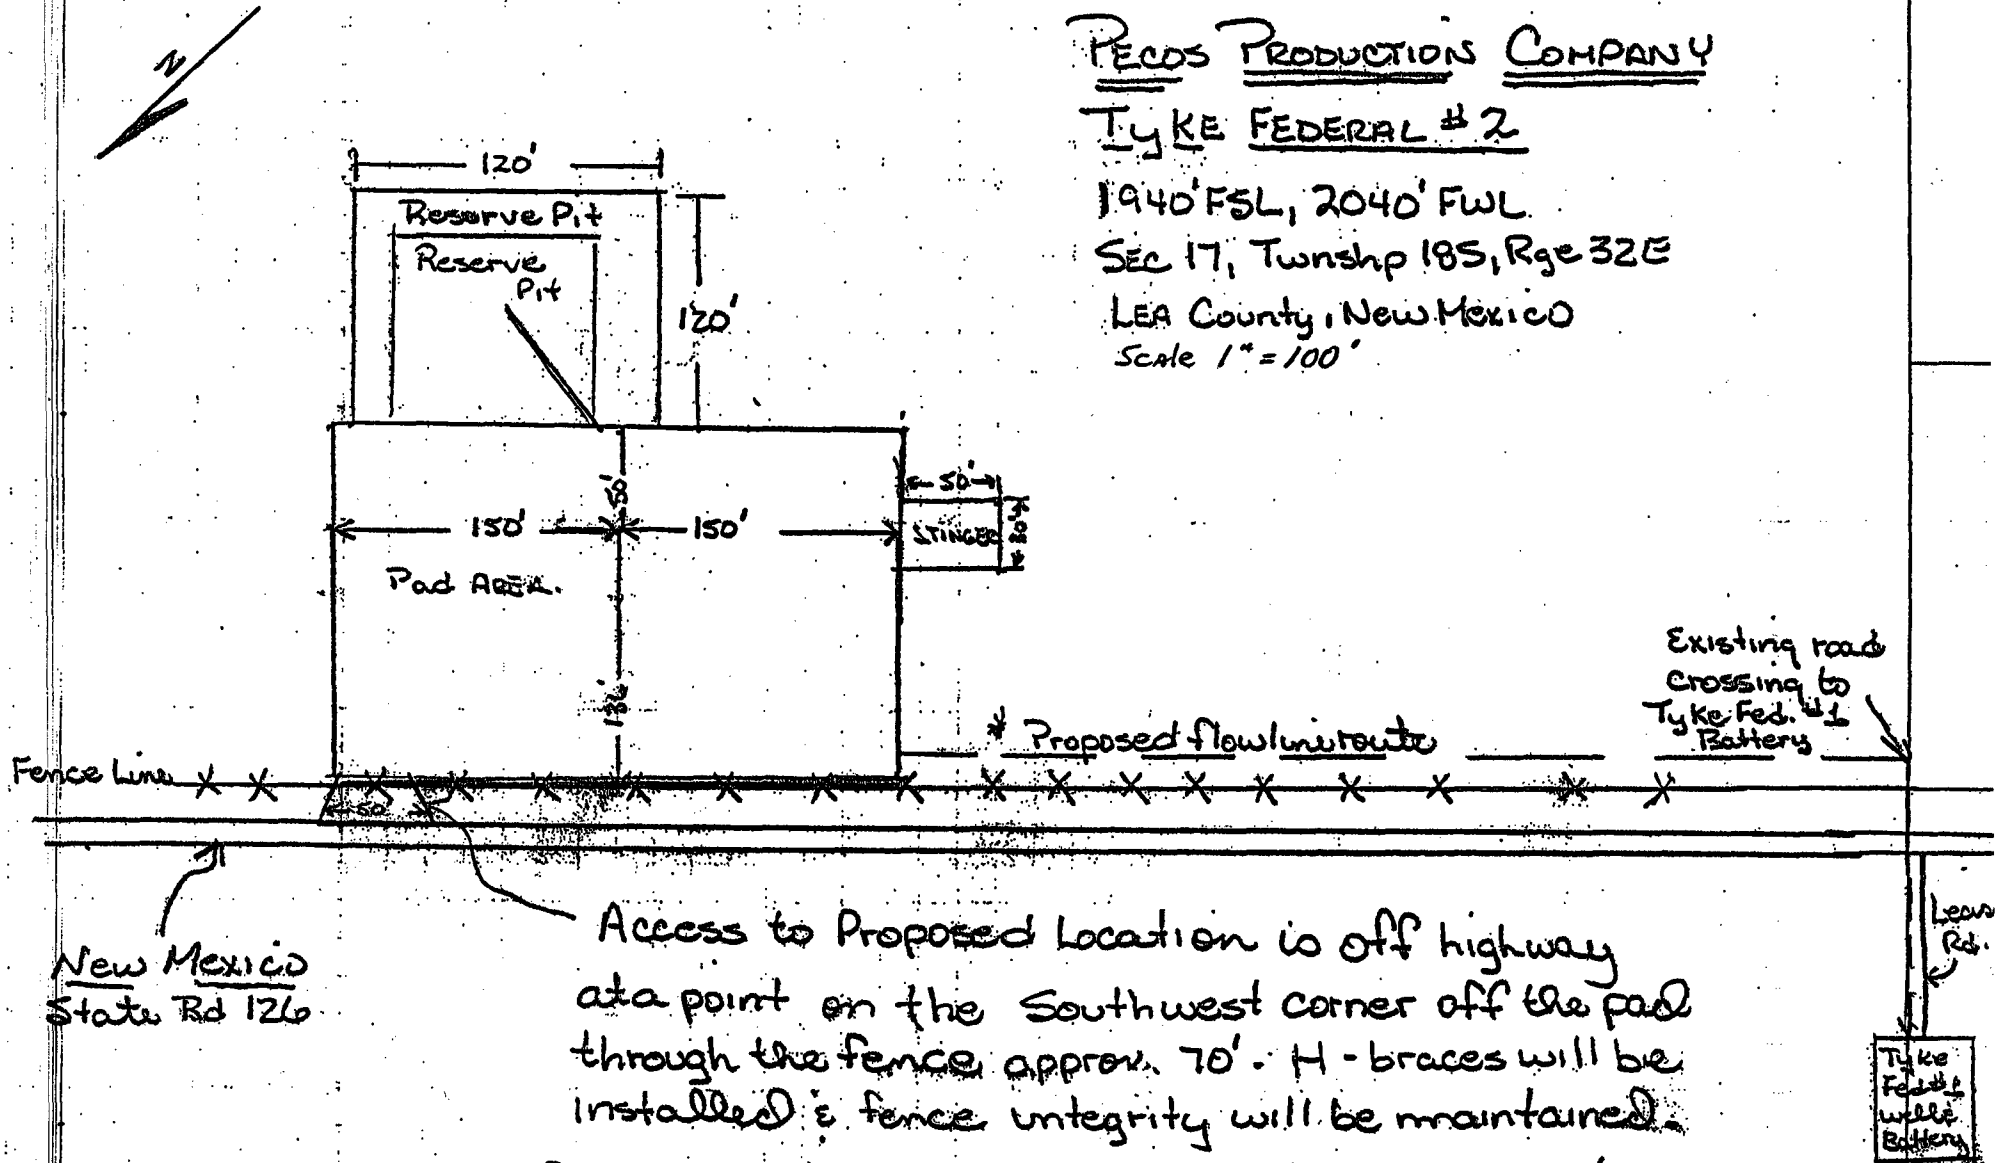 N
PECOS PRODUCTION COMPANY
TYKE FEDERAL #2
1940' FSL, 2040' FWL
SEC 17, Twnshp 18S, Rge 32E
LEA County, New Mexico
Scale 1" = 100'
120'
Reserve Pit
Reserve
Pit
120'
50'
150'
150'
50'
STINGER
Pad AREA.
136'
Existing road
crossing to
Tyke Fed. #1
Battery
Proposed flowline route
Fence Line
50'
New Mexico
State Rd 126
Access to Proposed Location is off highway
at a point on the Southwest corner off the pad
through the fence approx. 70'. H-braces will be
installed & fence integrity will be maintained.
Rd.
Tyke
Fed #1
well &
Battery